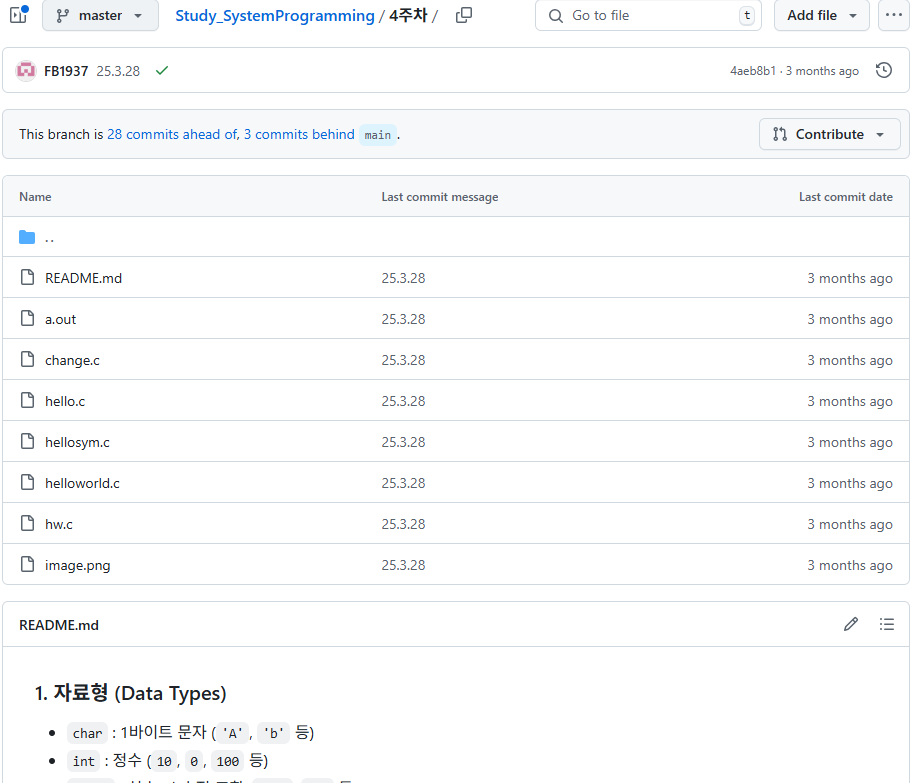 master Study_SystemProgramming / 4주차 / Go to file t Add file ...
FB1937 25.3.28 4aeb8b1 · 3 months ago
This branch is 28 commits ahead of, 3 commits behind main . Contribute
Name Last commit message Last commit date
..
README.md 25.3.28 3 months ago
a.out 25.3.28 3 months ago
change.c 25.3.28 3 months ago
hello.c 25.3.28 3 months ago
hellosym.c 25.3.28 3 months ago
helloworld.c 25.3.28 3 months ago
hw.c 25.3.28 3 months ago
image.png 25.3.28 3 months ago
README.md
1. 자료형 (Data Types)
• char : 1바이트 문자 ( 'A' , 'b' 등)
• int : 정수 ( 10 , 0 , 100 등)